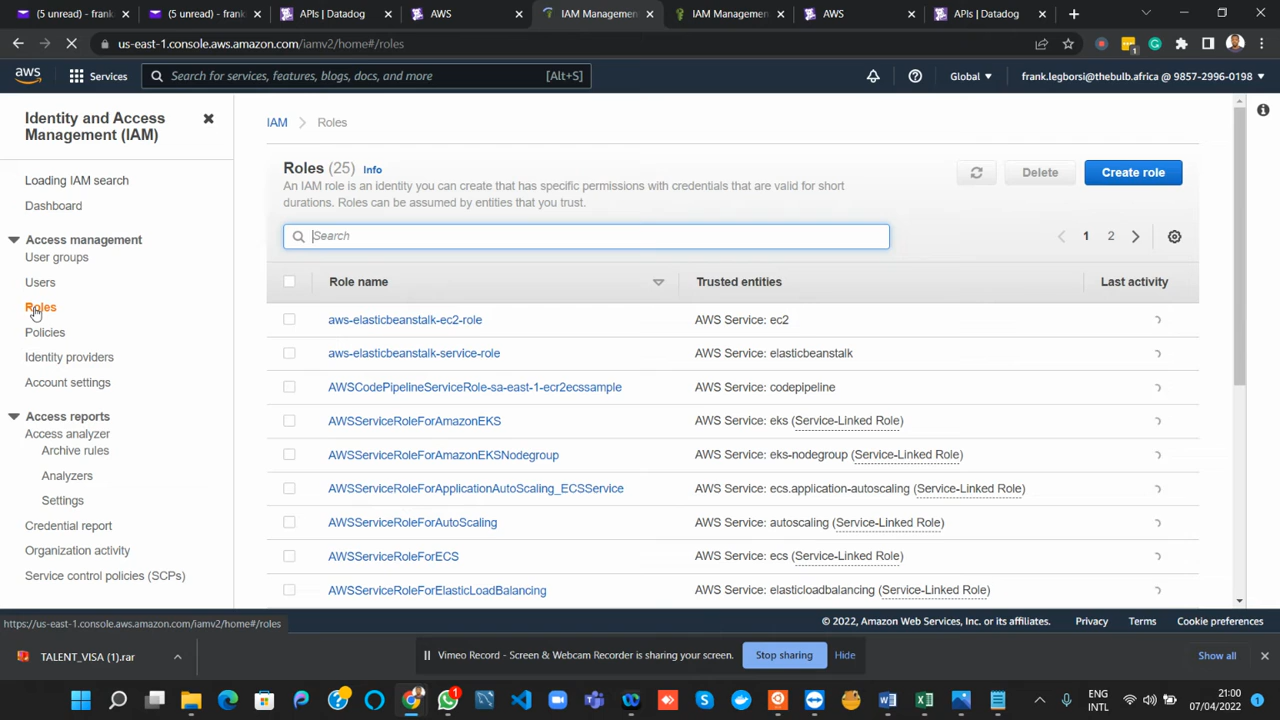 (5 unread) - frank
(5 unread) - frank
APIs | Datadog
AWS
IAM Management
IAM Management
AWS
APIs | Datadog
us-east-1.console.aws.amazon.com/iamv2/home#/roles
aws
Services
Search for services, features, blogs, docs, and more
[Alt+S]
Global
frank.legborsi@thebulb.africa @ 9857-2996-0198
Identity and Access
Management (IAM)
Loading IAM search
Dashboard
Access management
User groups
Users
Roles
Policies
Identity providers
Account settings
Access reports
Access analyzer
Archive rules
Analyzers
Settings
Credential report
Organization activity
Service control policies (SCPs)
IAM > Roles
Roles (25) Info
An IAM role is an identity you can create that has specific permissions with credentials that are valid for short
durations. Roles can be assumed by entities that you trust.
Delete
Create role
Search
1 2
Role name Trusted entities Last activity
aws-elasticbeanstalk-ec2-role AWS Service: ec2
aws-elasticbeanstalk-service-role AWS Service: elasticbeanstalk
AWSCodePipelineServiceRole-sa-east-1-ecr2ecssample AWS Service: codepipeline
AWSServiceRoleForAmazonEKS AWS Service: eks (Service-Linked Role)
AWSServiceRoleForAmazonEKSNodegroup AWS Service: eks-nodegroup (Service-Linked Role)
AWSServiceRoleForApplicationAutoScaling_ECSService AWS Service: ecs.application-autoscaling (Service-Linked Role)
AWSServiceRoleForAutoScaling AWS Service: autoscaling (Service-Linked Role)
AWSServiceRoleForECS AWS Service: ecs (Service-Linked Role)
AWSServiceRoleForElasticLoadBalancing AWS Service: elasticloadbalancing (Service-Linked Role)
© 2022, Amazon Web Services, Inc. or its affiliates.
Privacy
Terms
Cookie preferences
https://us-east-1.console.aws.amazon.com/iamv2/home#/roles
TALENT_VISA (1).rar
Vimeo Record - Screen & Webcam Recorder is sharing your screen.
Stop sharing
Hide
Show all
1
ENG
INTL
21:00
07/04/2022
1